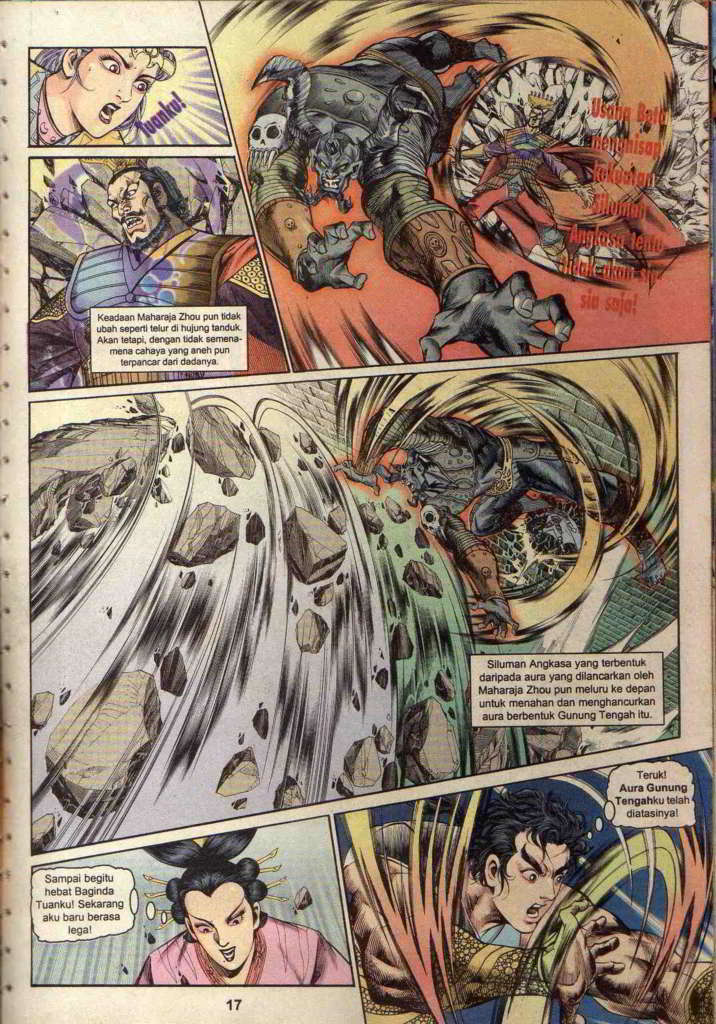 Tuanku!
Usaha Batu
menghisap
kekuatan
Siluman
Angkasa tentu
tidak akan sia-
sia saja!
Keadaan Maharaja Zhou pun tidak
ubah seperti telur di hujung tanduk.
Akan tetapi, dengan tidak semena-
mena cahaya yang aneh pun
terpancar dari dadanya.
Siluman Angkasa yang terbentuk
daripada aura yang dilancarkan oleh
Maharaja Zhou pun meluru ke depan
untuk menahan dan menghancurkan
aura berbentuk Gunung Tengah itu.
Teruk!
Aura Gunung
Tengahku telah
diatasinya!
Sampai begitu
hebat Baginda
Tuanku! Sekarang
aku baru berasa
lega!
17